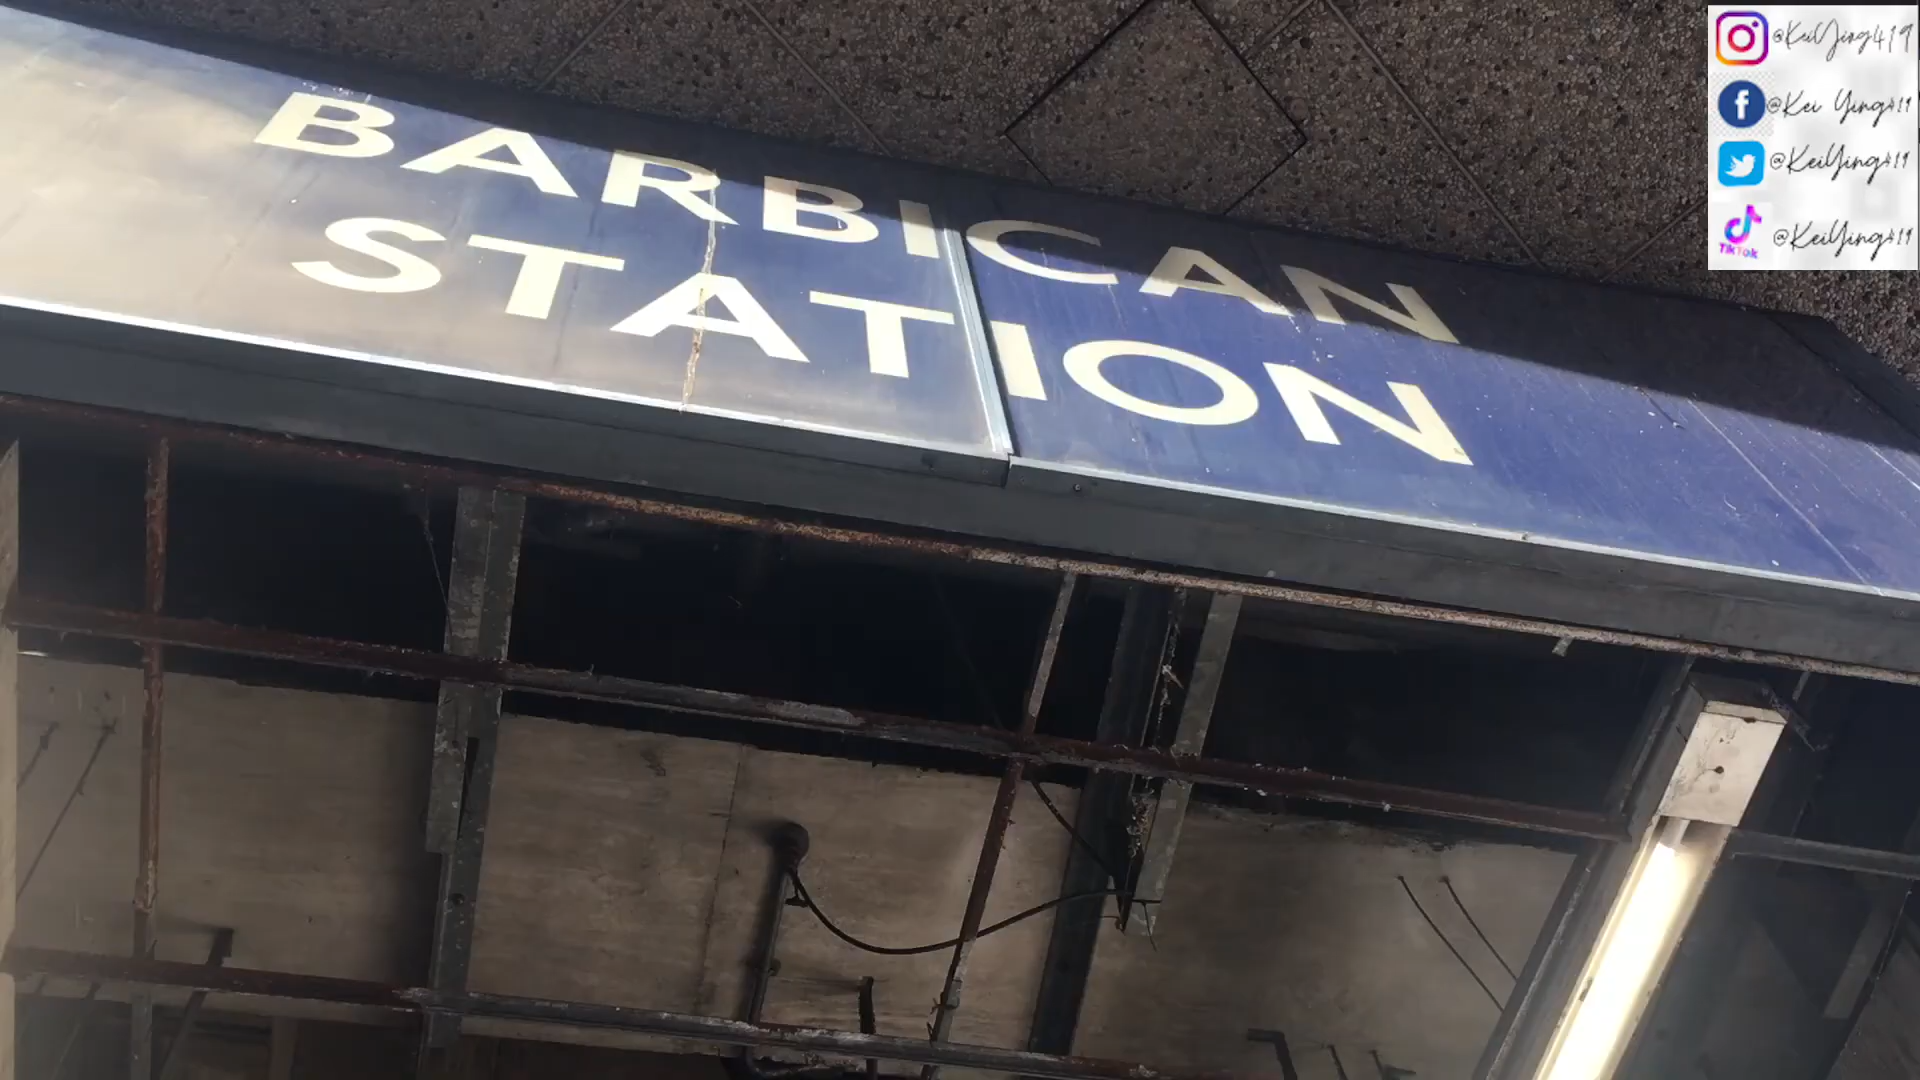 BARBICAN
STATION
@KeiYing419
@Kei Ying411
@KeiYing411
@KeiYing411
TikTok